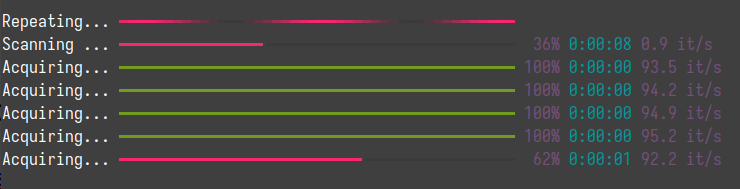 Repeating...
Scanning ... 36% 0:00:08 0.9 it/s
Acquiring... 100% 0:00:00 93.5 it/s
Acquiring... 100% 0:00:00 94.2 it/s
Acquiring... 100% 0:00:00 94.9 it/s
Acquiring... 100% 0:00:00 95.2 it/s
Acquiring... 62% 0:00:01 92.2 it/s